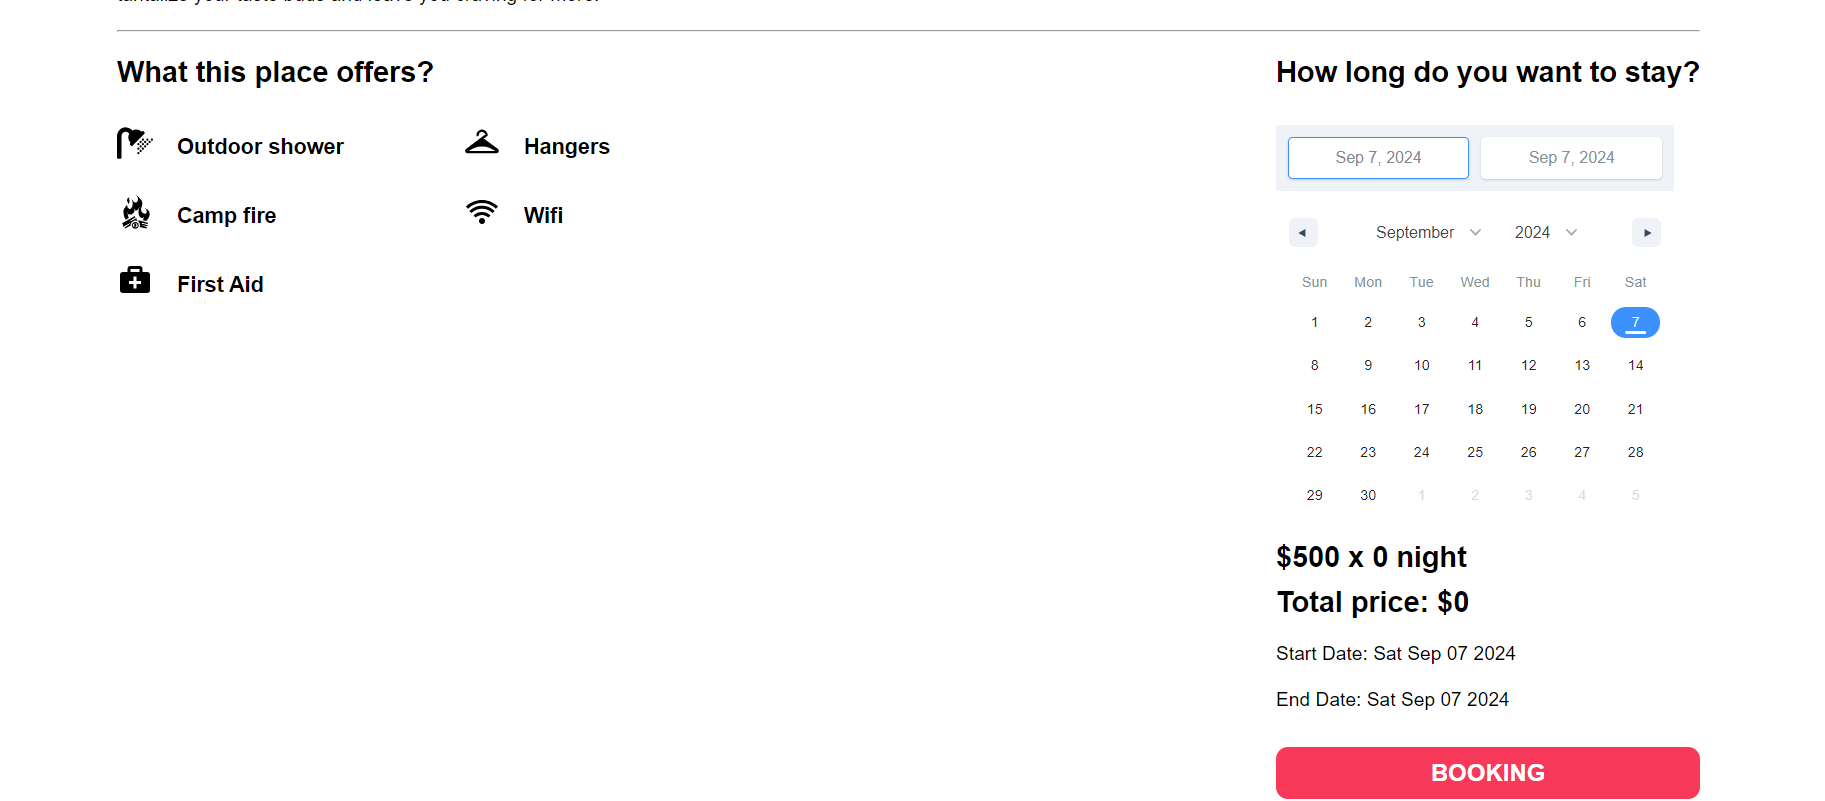 What this place offers?
Outdoor shower
Hangers
Camp fire
Wifi
First Aid
How long do you want to stay?
Sep 7, 2024 Sep 7, 2024
September 2024
Sun Mon Tue Wed Thu Fri Sat
1 2 3 4 5 6 7
8 9 10 11 12 13 14
15 16 17 18 19 20 21
22 23 24 25 26 27 28
29 30 1 2 3 4 5
$500 x 0 night
Total price: $0
Start Date: Sat Sep 07 2024
End Date: Sat Sep 07 2024
BOOKING